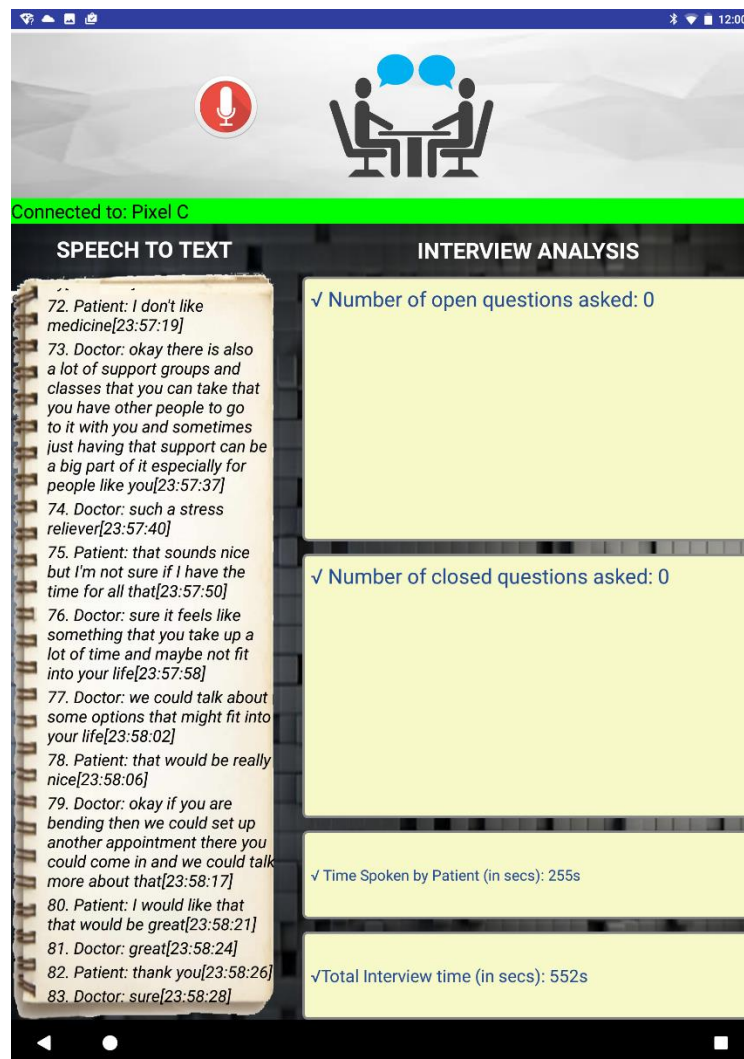 12:00
Connected to: Pixel C
SPEECH TO TEXT
72. Patient: I don't like
medicine[23:57:19]
73. Doctor: okay there is also
a lot of support groups and
classes that you can take that
you have other people to go
to it with you and sometimes
just having that support can be
a big part of it especially for
people like you[23:57:37]
74. Doctor: such a stress
reliever[23:57:40]
75. Patient: that sounds nice
but I'm not sure if I have the
time for all that[23:57:50]
76. Doctor: sure it feels like
something that you take up a
lot of time and maybe not fit
into your life[23:57:58]
77. Doctor: we could talk about
some options that might fit into
your life[23:58:02]
78. Patient: that would be really
nice[23:58:06]
79. Doctor: okay if you are
bending then we could set up
another appointment there you
could come in and we could talk
more about that[23:58:17]
80. Patient: I would like that
that would be great[23:58:21]
81. Doctor: great[23:58:24]
82. Patient: thank you[23:58:26]
83. Doctor: sure[23:58:28]
INTERVIEW ANALYSIS
√ Number of open questions asked: 0
√ Number of closed questions asked: 0
√ Time Spoken by Patient (in secs): 255s
√Total Interview time (in secs): 552s